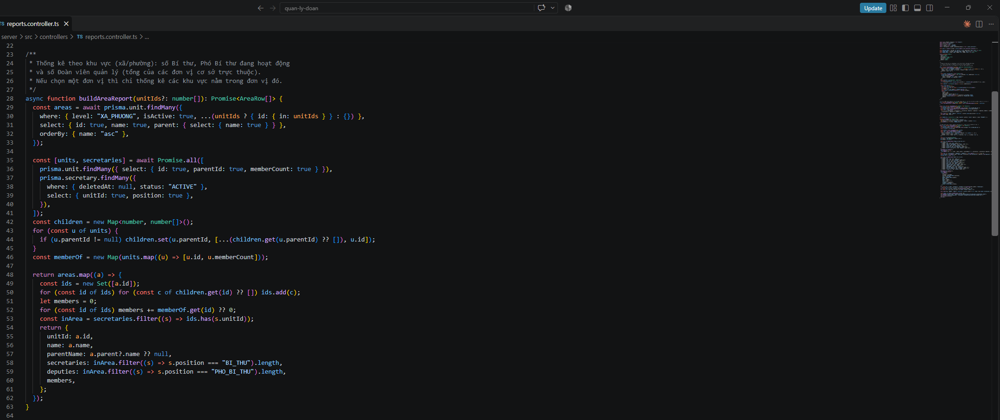 quan-ly-doan
Update
TS reports.controller.ts
server > src > controllers > TS reports.controller.ts > ...
22
23 /**
24  * Thống kê theo khu vực (xã/phường): số Bí thư, Phó Bí thư đang hoạt động
25  * và số Đoàn viên quản lý (tổng của các đơn vị cơ sở trực thuộc).
26  * Nếu chọn một đơn vị thì chỉ thống kê các khu vực nằm trong đơn vị đó.
27  */
28 async function buildAreaReport(unitIds?: number[]): Promise<AreaRow[]> {
29   const areas = await prisma.unit.findMany({
30     where: { level: "XA_PHUONG", isActive: true, ...(unitIds ? { id: { in: unitIds } } : {}) },
31     select: { id: true, name: true, parent: { select: { name: true } } },
32     orderBy: { name: "asc" },
33   });
34
35   const [units, secretaries] = await Promise.all([
36     prisma.unit.findMany({ select: { id: true, parentId: true, memberCount: true } }),
37     prisma.secretary.findMany({
38       where: { deletedAt: null, status: "ACTIVE" },
39       select: { unitId: true, position: true },
40     }),
41   ]);
42   const children = new Map<number, number[]>();
43   for (const u of units) {
44     if (u.parentId != null) children.set(u.parentId, [...(children.get(u.parentId) ?? []), u.id]);
45   }
46   const memberOf = new Map(units.map((u) => [u.id, u.memberCount]));
47
48   return areas.map((a) => {
49     const ids = new Set([a.id]);
50     for (const id of ids) for (const c of children.get(id) ?? []) ids.add(c);
51     let members = 0;
52     for (const id of ids) members += memberOf.get(id) ?? 0;
53     const inArea = secretaries.filter((s) => ids.has(s.unitId));
54     return {
55       unitId: a.id,
56       name: a.name,
57       parentName: a.parent?.name ?? null,
58       secretaries: inArea.filter((s) => s.position === "BI_THU").length,
59       deputies: inArea.filter((s) => s.position === "PHO_BI_THU").length,
60       members,
61     };
62   });
63 }
64